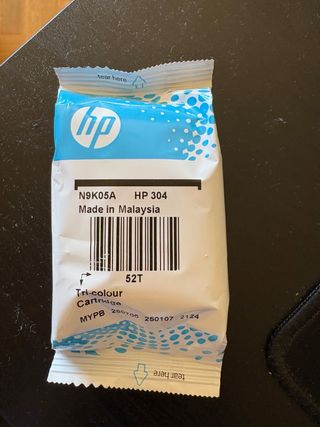 tear here
hp
N9K05A HP 304
Made in Malaysia
52T
Tri-colour
Cartridge
MYPB 250107 2124
tear here